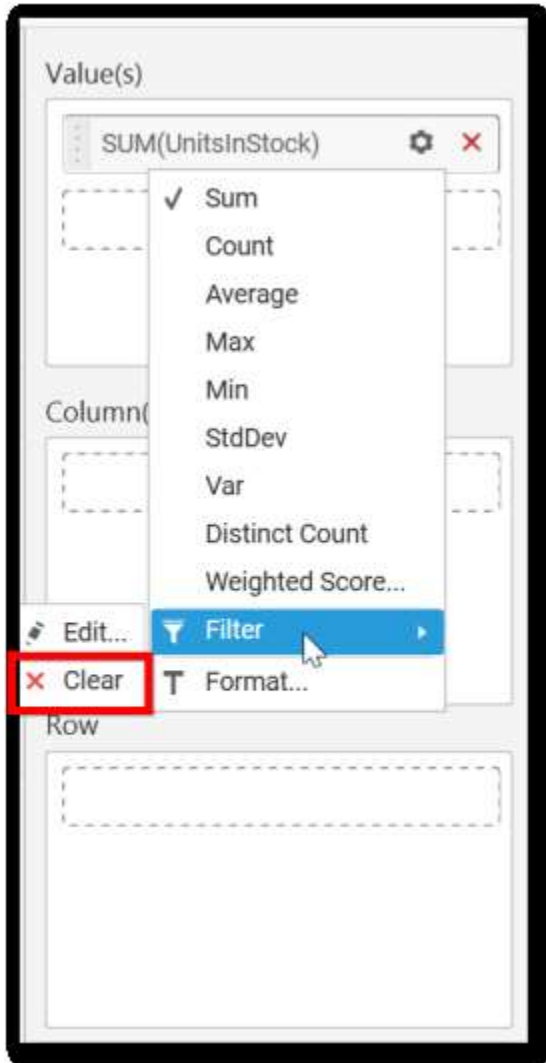 Value(s)
SUM(UnitsInStock)
Sum
Count
Average
Max
Min
Column(
StdDev
Var
Distinct Count
Weighted Score...
Edit...
Filter
Clear
Format...
Row